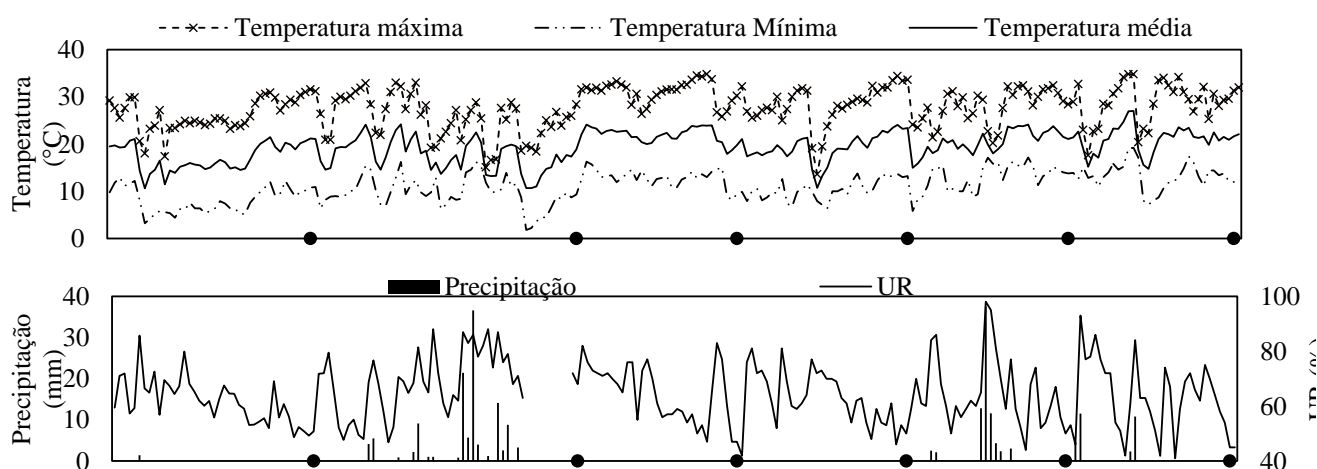 Temperatura máxima Temperatura Mínima Temperatura média
40
30
20
10
0
Temperatura
(°C)
Precipitação UR
40
30
20
10
0
Precipitação
(mm)
100
80
60
40
UR (%)